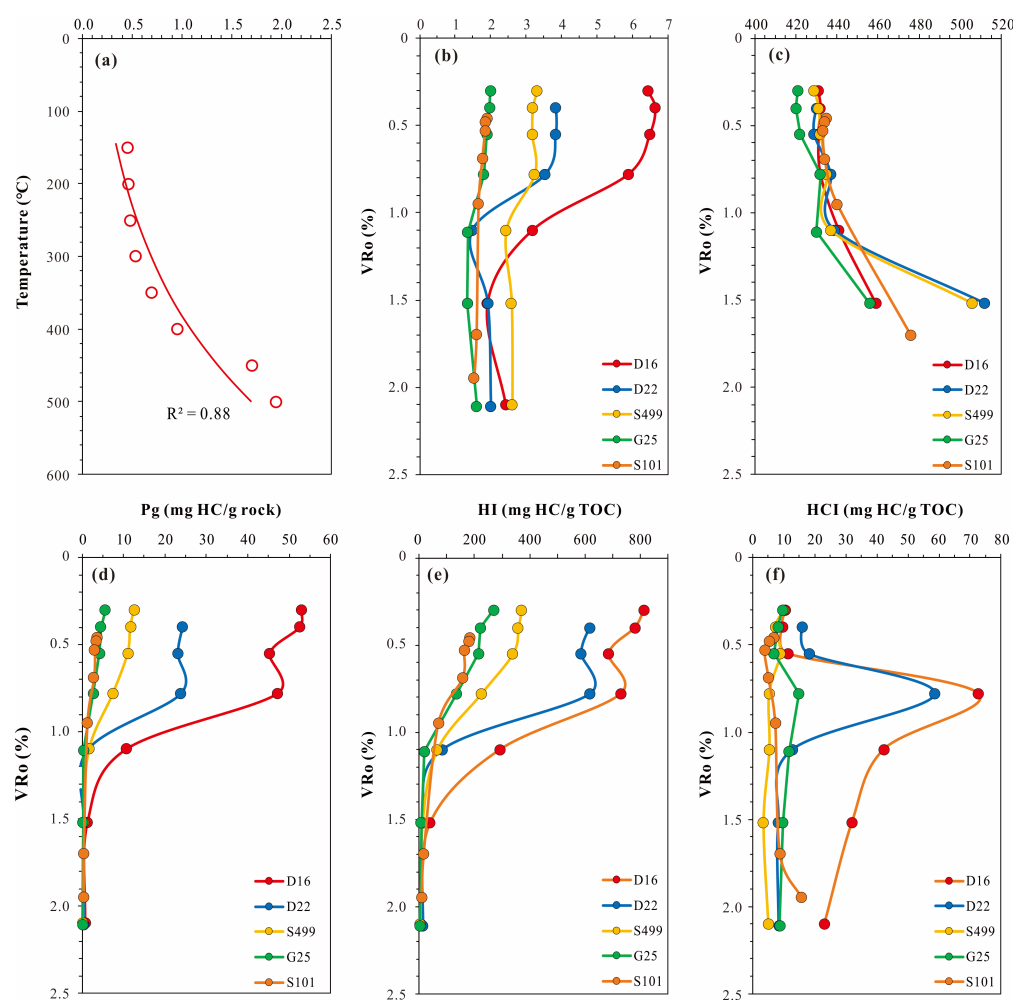 0.0 0.5 1.0 1.5 2.0 2.5
0
100
200
300
400
500
600
Temperature (℃)
(a)
R² = 0.88
0 1 2 3 4 5 6 7
0
0.5
1.0
1.5
2.0
2.5
VRo (%)
(b)
D16
D22
S499
G25
S101
400 420 440 460 480 500 512
0
0.5
1.0
1.5
2.0
2.5
VRo (%)
(c)
D16
D22
S499
G25
S101
Pg (mg HC/g rock)
0 10 20 30 40 50 60
0
0.5
1.0
1.5
2.0
2.5
VRo (%)
(d)
D16
D22
S499
G25
S101
HI (mg HC/g TOC)
0 200 400 600 800
0
0.5
1.0
1.5
2.0
2.5
VRo (%)
(e)
D16
D22
S499
G25
S101
HCI (mg HC/g TOC)
0 10 20 30 40 50 60 70 80
0
0.5
1.0
1.5
2.0
2.5
VRo (%)
(f)
D16
D22
S499
G25
S101